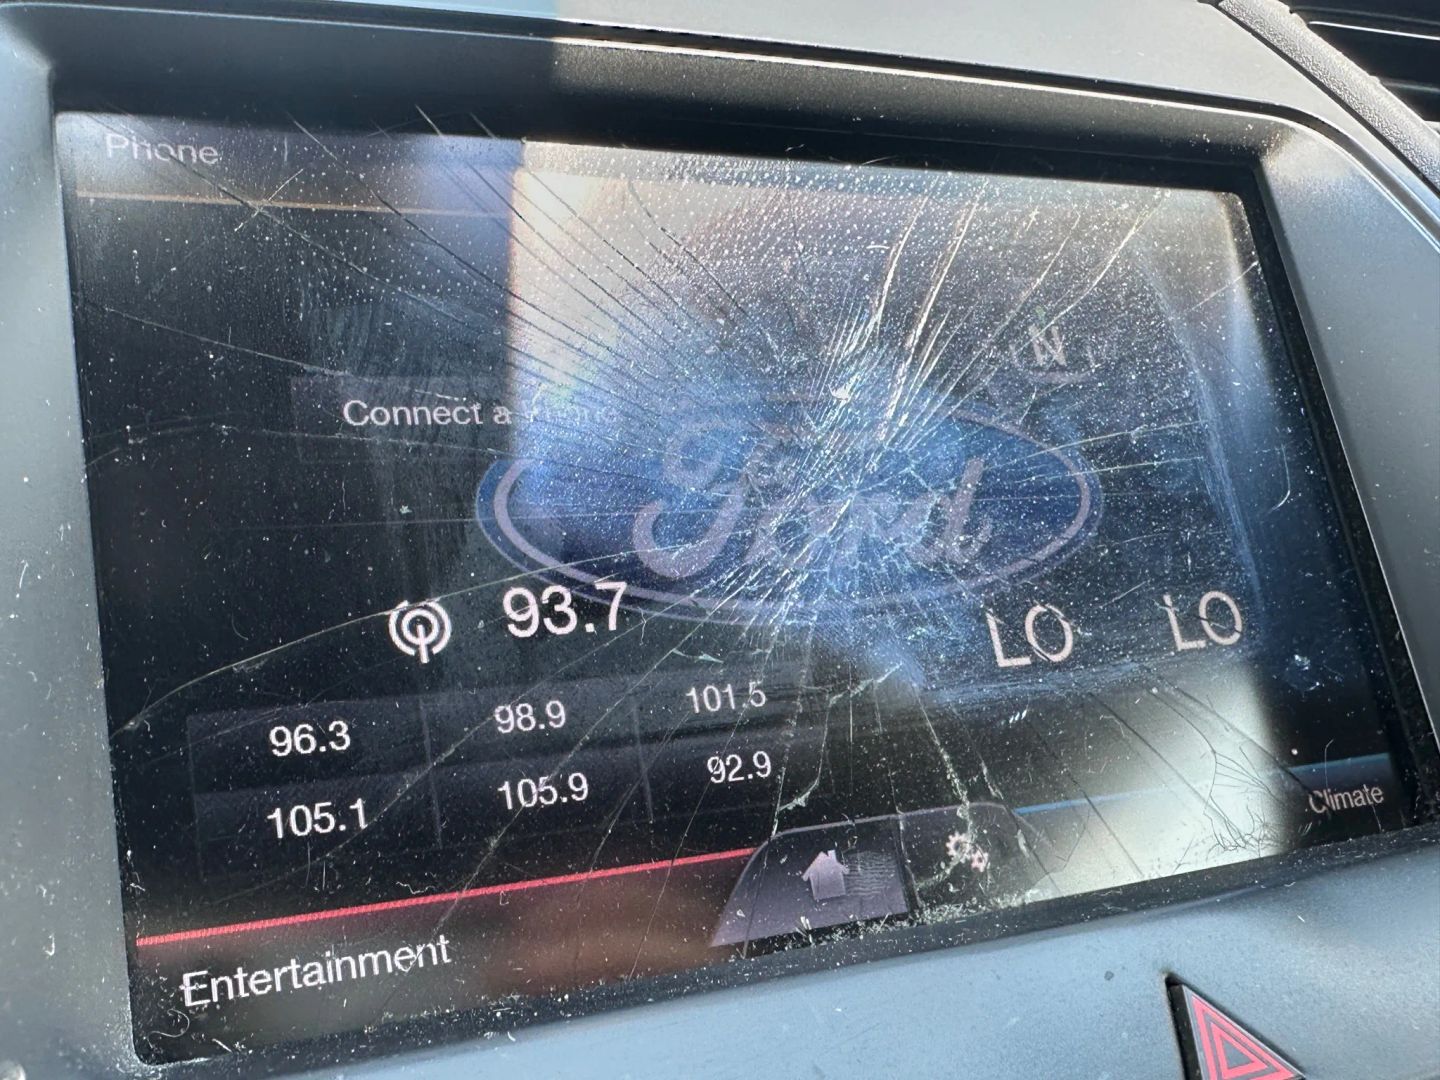 Phone
N
Connect a Phone
Ford
93.7
LO LO
96.3 98.9 101.5
105.1 105.9 92.9
Climate
Entertainment